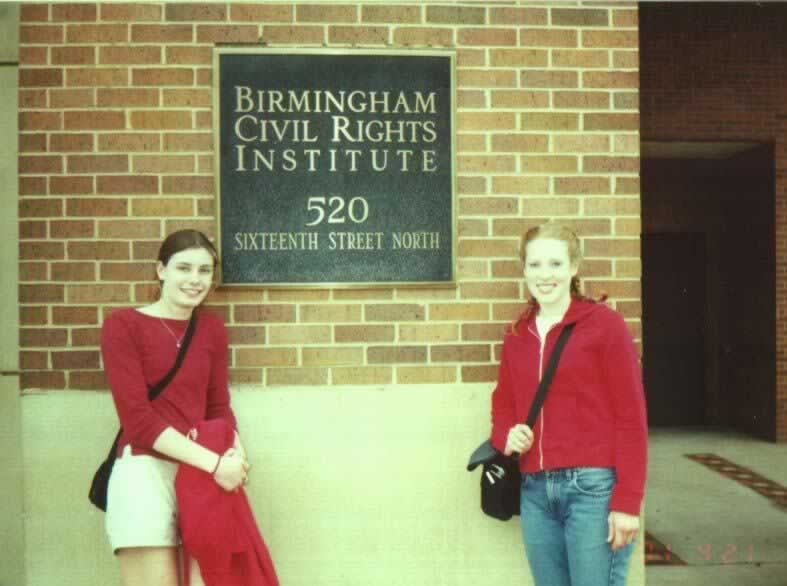 BIRMINGHAM
CIVIL RIGHTS
INSTITUTE
520
SIXTEENTH STREET NORTH